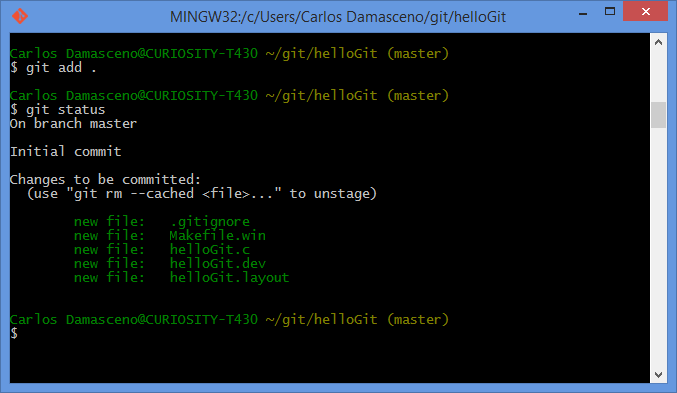 MINGW32:/c/Users/Carlos Damasceno/git/helloGit
Carlos Damasceno@CURIOSITY-T430 ~/git/helloGit (master)
$ git add .
Carlos Damasceno@CURIOSITY-T430 ~/git/helloGit (master)
$ git status
On branch master
Initial commit
Changes to be committed:
  (use "git rm --cached <file>..." to unstage)
        new file:   .gitignore
        new file:   Makefile.win
        new file:   helloGit.c
        new file:   helloGit.dev
        new file:   helloGit.layout
Carlos Damasceno@CURIOSITY-T430 ~/git/helloGit (master)
$